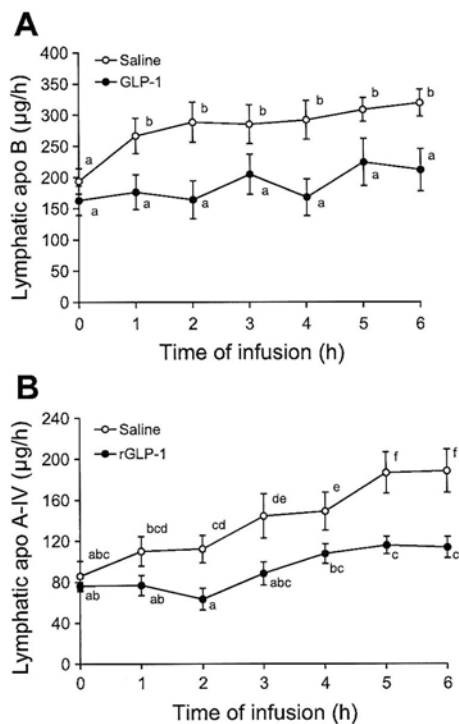 A
400
350
300
250
200
150
100
50
0
Lymphatic apo B (µg/h)
Saline
GLP-1
a
b
b
b
b
b
b
a
a
a
a
a
a
a
0 1 2 3 4 5 6
Time of infusion (h)
B
240
200
160
120
80
40
0
Lymphatic apo A-IV (µg/h)
Saline
rGLP-1
abc
bcd
cd
de
e
f
f
ab
ab
a
abc
bc
c
c
0 1 2 3 4 5 6
Time of infusion (h)